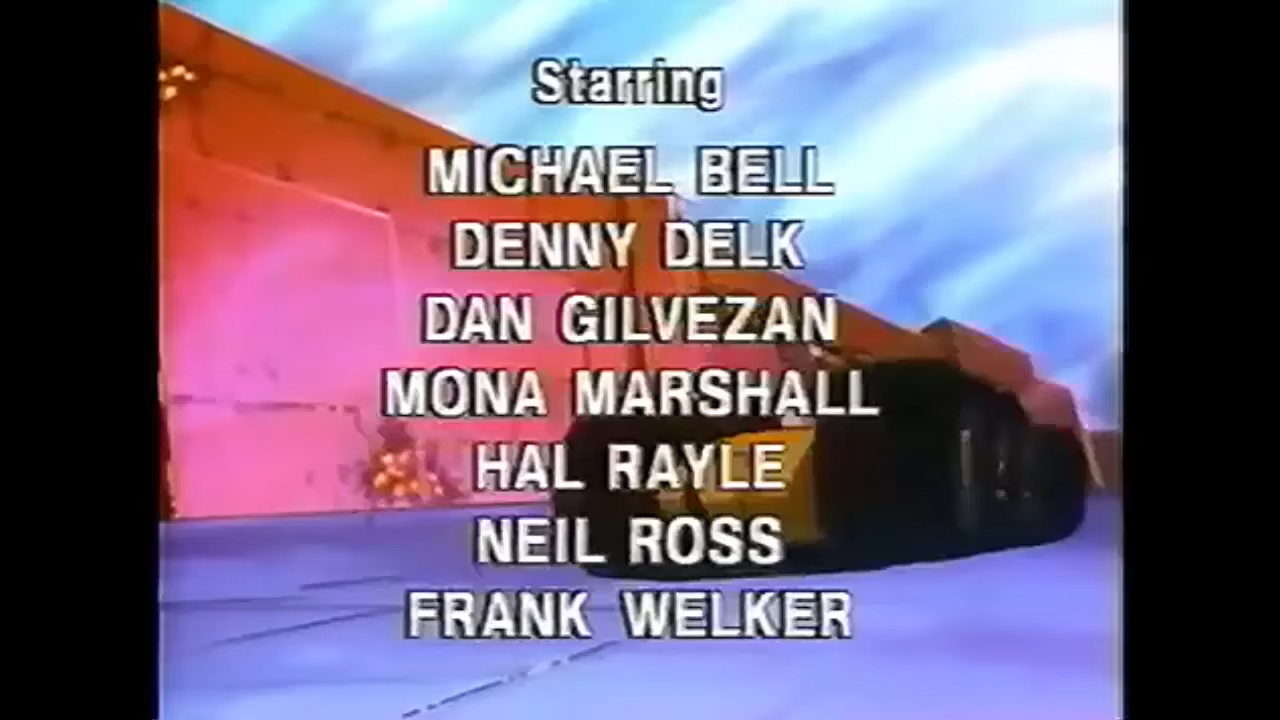 Starring
MICHAEL BELL
DENNY DELK
DAN GILVEZAN
MONA MARSHALL
HAL RAYLE
NEIL ROSS
FRANK WELKER